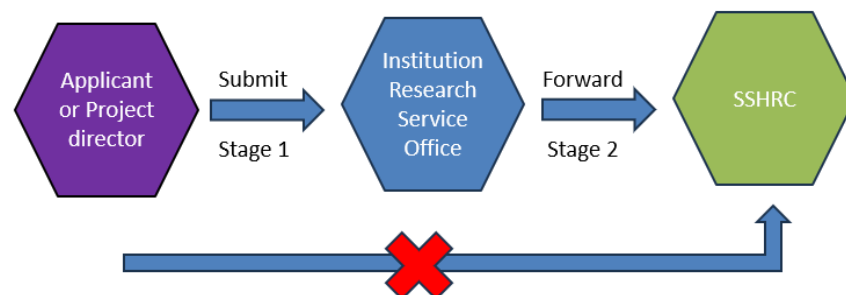 Applicant
or Project
director
Submit
Stage 1
Institution
Research
Service
Office
Forward
Stage 2
SSHRC